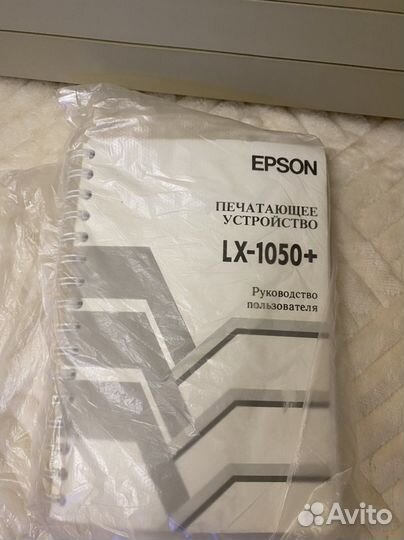 EPSON
ПЕЧАТАЮЩЕЕ
УСТРОЙСТВО
LX-1050+
Руководство
пользователя
Avito